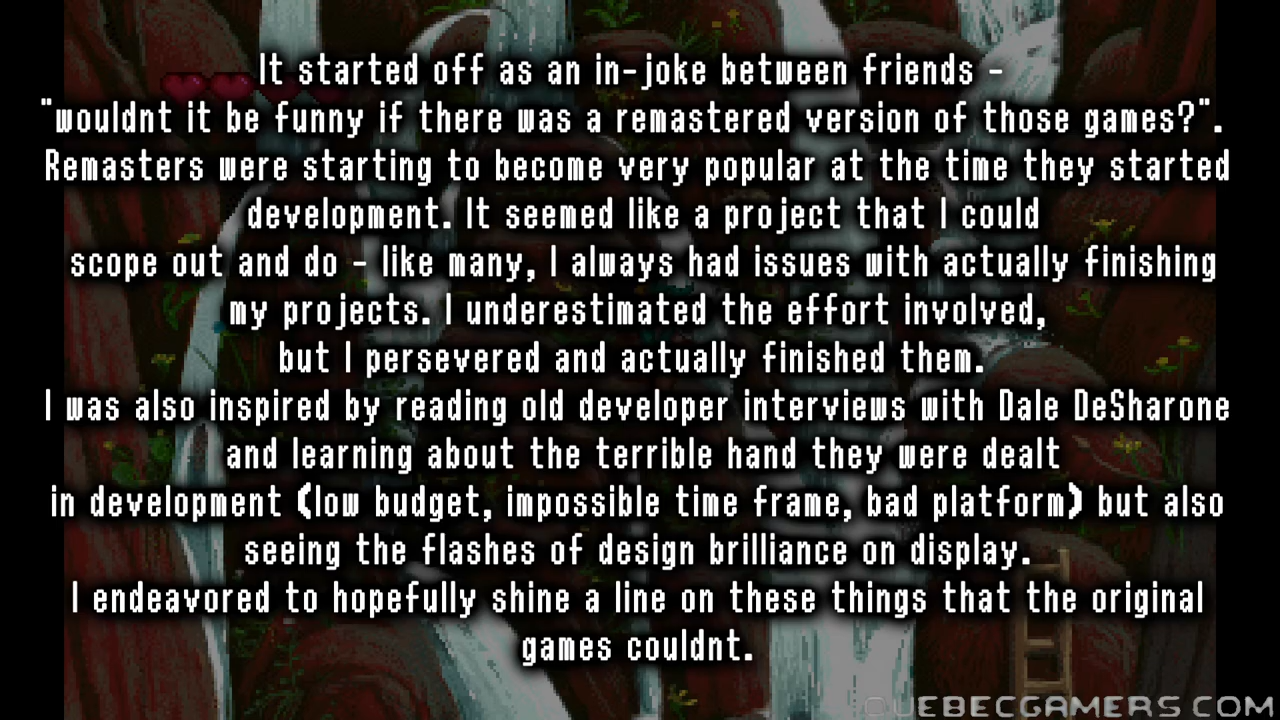 It started off as an in-joke between friends -
"wouldnt it be funny if there was a remastered version of those games?".
Remasters were starting to become very popular at the time they started
development. It seemed like a project that I could
scope out and do - like many, I always had issues with actually finishing
my projects. I underestimated the effort involved,
but I persevered and actually finished them.
I was also inspired by reading old developer interviews with Dale DeSharone
and learning about the terrible hand they were dealt
in development (low budget, impossible time frame, bad platform) but also
seeing the flashes of design brilliance on display.
I endeavored to hopefully shine a line on these things that the original
games couldnt.
QUEBECGAMERS.COM